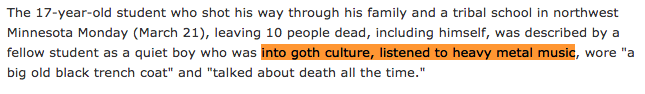 The 17-year-old student who shot his way through his family and a tribal school in northwest
Minnesota Monday (March 21), leaving 10 people dead, including himself, was described by a
fellow student as a quiet boy who was into goth culture, listened to heavy metal music, wore "a
big old black trench coat" and "talked about death all the time."